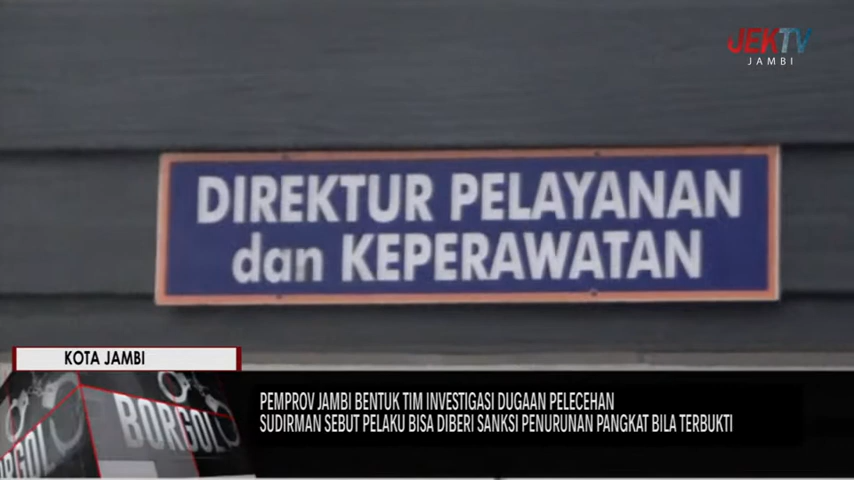 JEKTV
JAMBI
DIREKTUR PELAYANAN
dan KEPERAWATAN
KOTA JAMBI
BORGOL
BORGOL
PEMPROV JAMBI BENTUK TIM INVESTIGASI DUGAAN PELECEHAN
SUDIRMAN SEBUT PELAKU BISA DIBERI SANKSI PENURUNAN PANGKAT BILA TERBUKTI